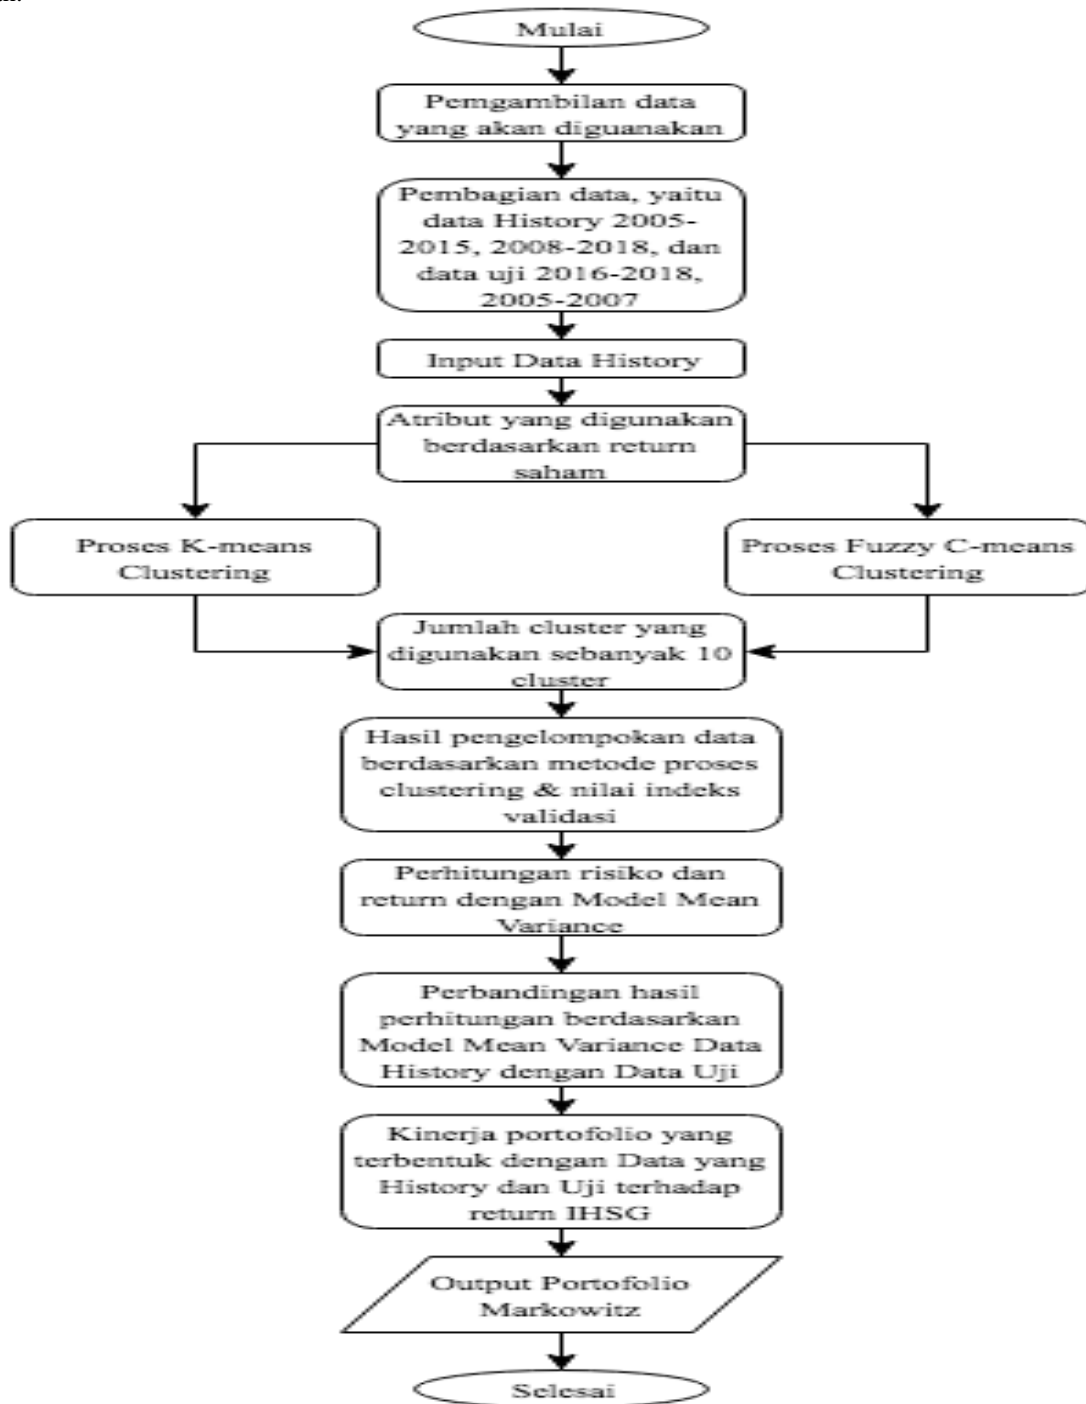 Mulai
Pemgambilan data
yang akan diguanakan
Pembagian data, yaitu
data History 2005-
2015, 2008-2018, dan
data uji 2016-2018,
2005-2007
Input Data History
Atribut yang digunakan
berdasarkan return
saham
Proses K-means
Clustering
Proses Fuzzy C-means
Clustering
Jumlah cluster yang
digunakan sebanyak 10
cluster
Hasil pengelompokan data
berdasarkan metode proses
clustering & nilai indeks
validasi
Perhitungan risiko dan
return dengan Model Mean
Variance
Perbandingan hasil
perhitungan berdasarkan
Model Mean Variance Data
History dengan Data Uji
Kinerja portofolio yang
terbentuk dengan Data yang
History dan Uji terhadap
return IHSG
Output Portofolio
Markowitz
Selesai